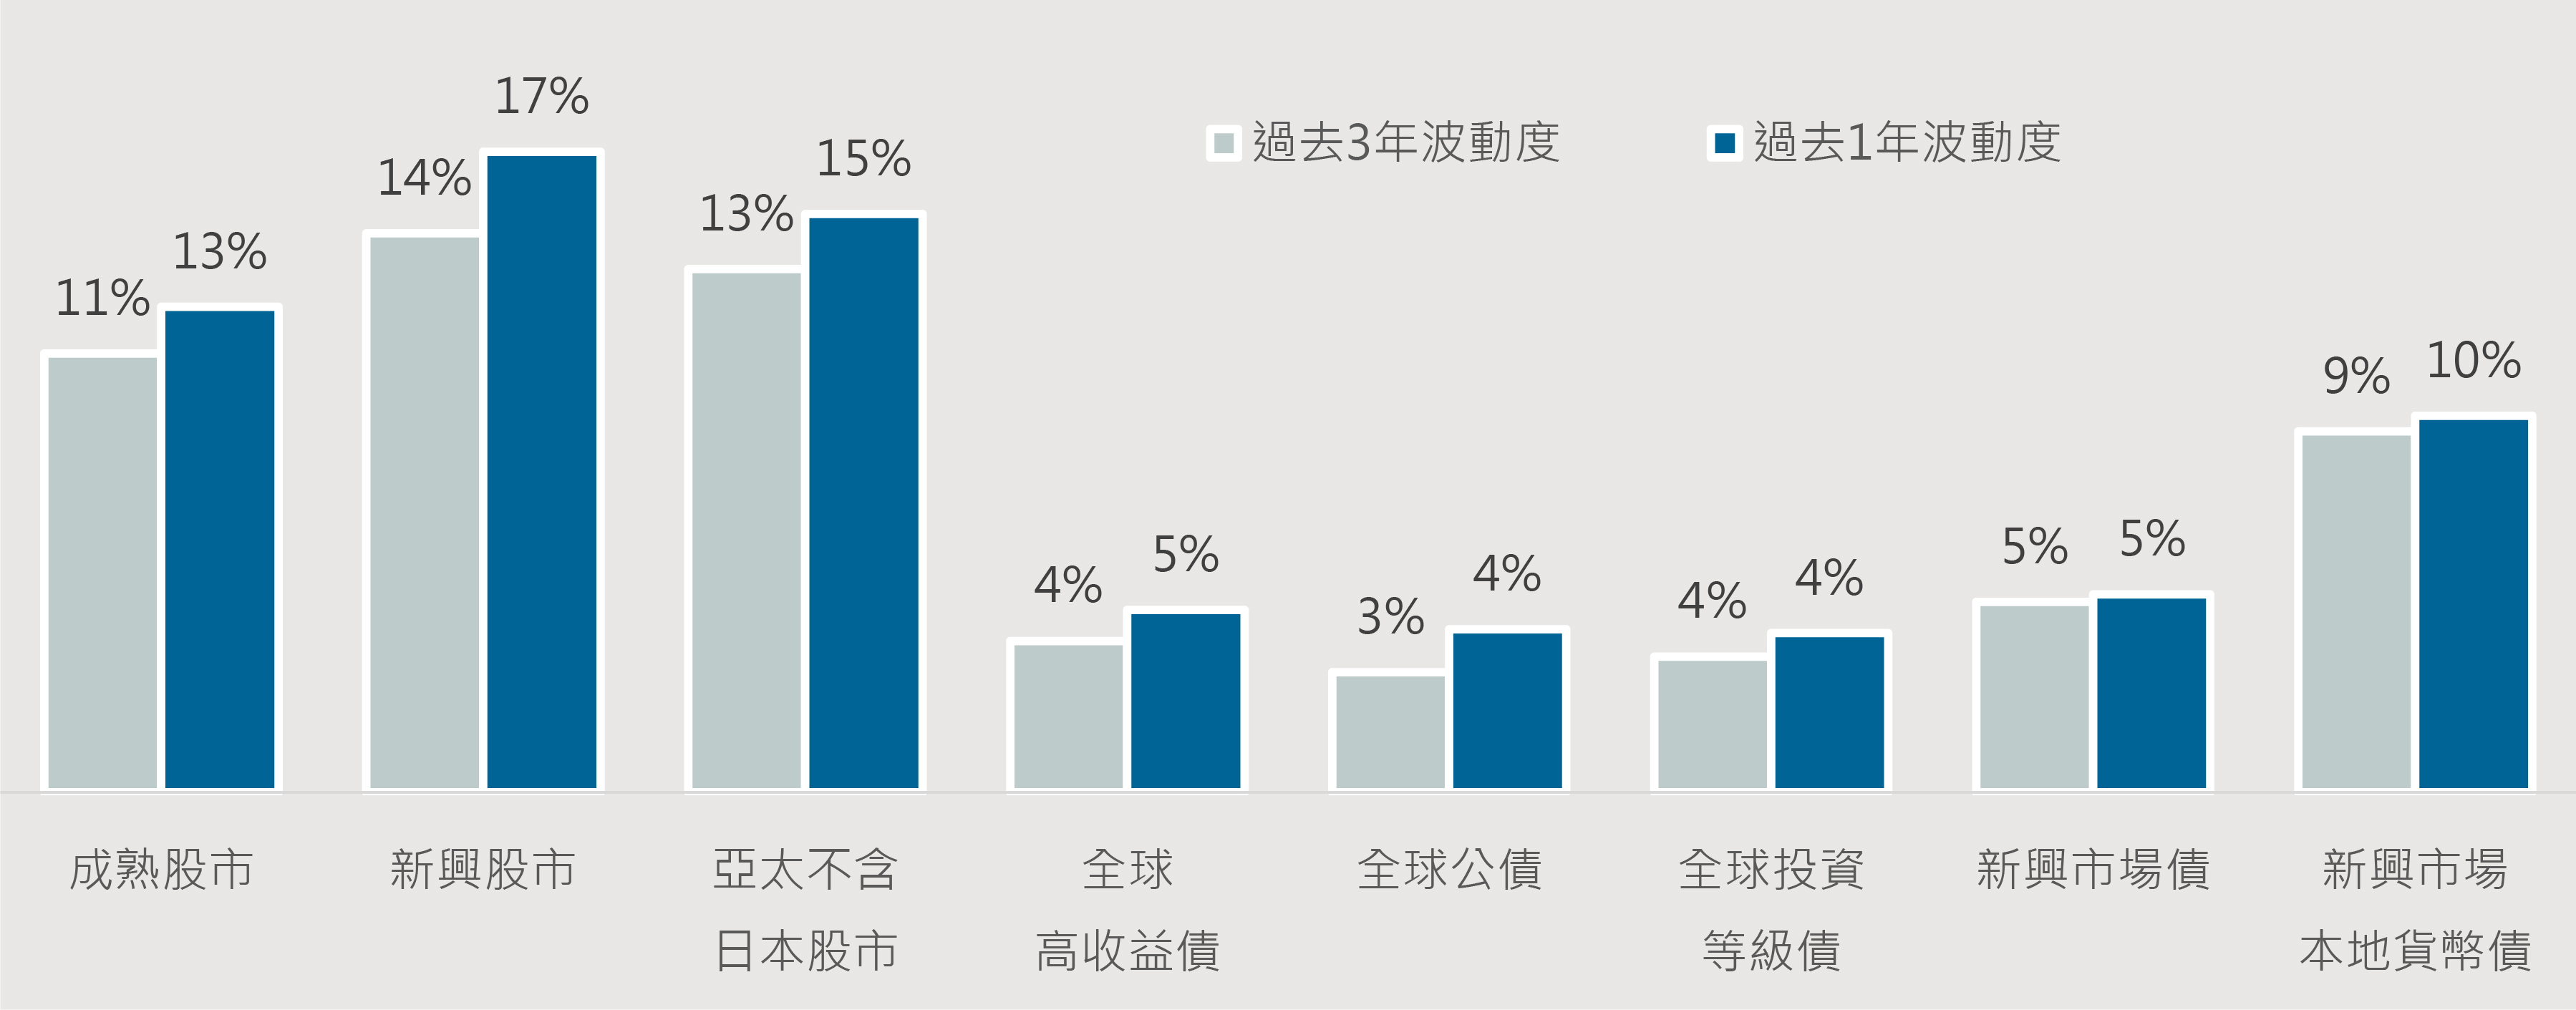 過去3年波動度 過去1年波動度
11% 13% 14% 17% 13% 15% 4% 5% 3% 4% 4% 4% 5% 5% 9% 10%
成熟股市 新興股市 亞太不含 全球 全球公債 全球投資 新興市場債 新興市場
日本股市 高收益債 等級債 本地貨幣債